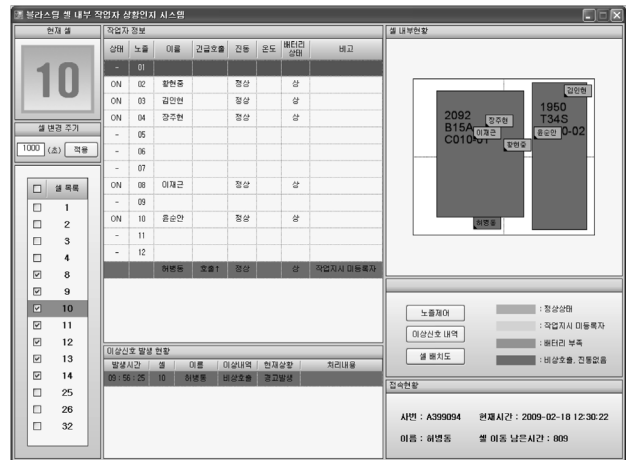 블라스팅 셀 내부 작업자 상황인지 시스템
현재 셀
10
셀 변경 주기
1000 (초) 적용
셀 목록
1
2
3
4
8
9
10
11
12
13
14
25
26
32
작업자 정보
상태 노즐 이름 긴급호출 진동 온도 배터리 상태 비고
- 01
ON 02 황현중 정상 상
ON 03 김인현 정상 상
ON 04 장주현 정상 상
- 05
- 06
- 07
ON 08 이재근 정상 상
- 09
ON 10 윤순만 정상 상
- 11
- 12
허병동 호출1 정상 상 작업지시 미등록자
이상신호 발생 현황
발생시간 셀 이름 이상내역 현재상황 처리내용
09:56:25 10 허병동 비상호출 경고발생
셀 내부현황
김인현
2092
B15A
C010-01
장주현
이재근
황현중
1950
T34S
0-02
윤순만
허병동
노즐제어
이상신호 내역
셀 배치도
: 정상상태
: 작업지시 미등록자
: 배터리 부족
: 비상호출, 진동없음
접속현황
사번 : A399094 현재시간 : 2009-02-18 12:30:22
이름 : 허병동 셀 이동 남은시간 : 809